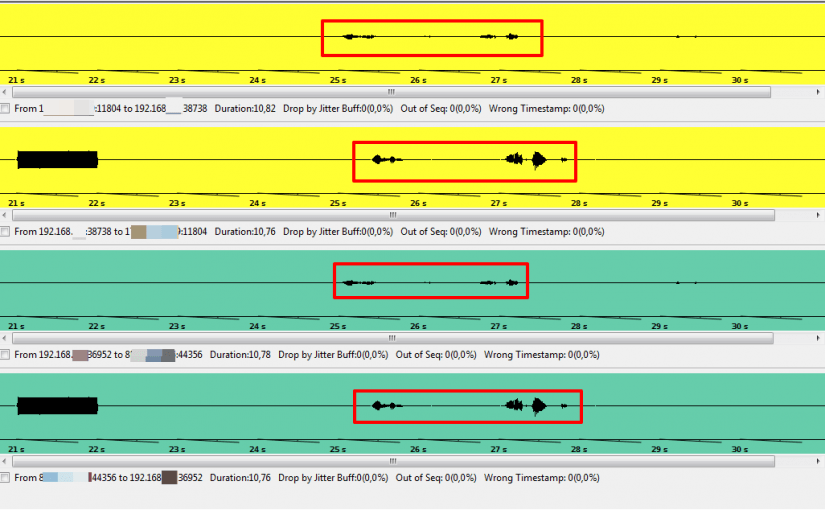 21 s 22 s 23 s 24 s 25 s 26 s 27 s 28 s 29 s 30 s
From 1 :11804 to 192.168 38738 Duration:10,82 Drop by Jitter Buff:0(0,0%) Out of Seq: 0(0,0%) Wrong Timestamp: 0(0,0%)
21 s 22 s 23 s 24 s 25 s 26 s 27 s 28 s 29 s 30 s
From 192.168. :38738 to 1 :11804 Duration:10,76 Drop by Jitter Buff:0(0,0%) Out of Seq: 0(0,0%) Wrong Timestamp: 0(0,0%)
21 s 22 s 23 s 24 s 25 s 26 s 27 s 28 s 29 s 30 s
From 192.168. 36952 to 8 :44356 Duration:10,78 Drop by Jitter Buff:0(0,0%) Out of Seq: 0(0,0%) Wrong Timestamp: 0(0,0%)
21 s 22 s 23 s 24 s 25 s 26 s 27 s 28 s 29 s 30 s
From 8 44356 to 192.168 36952 Duration:10,76 Drop by Jitter Buff:0(0,0%) Out of Seq: 0(0,0%) Wrong Timestamp: 0(0,0%)